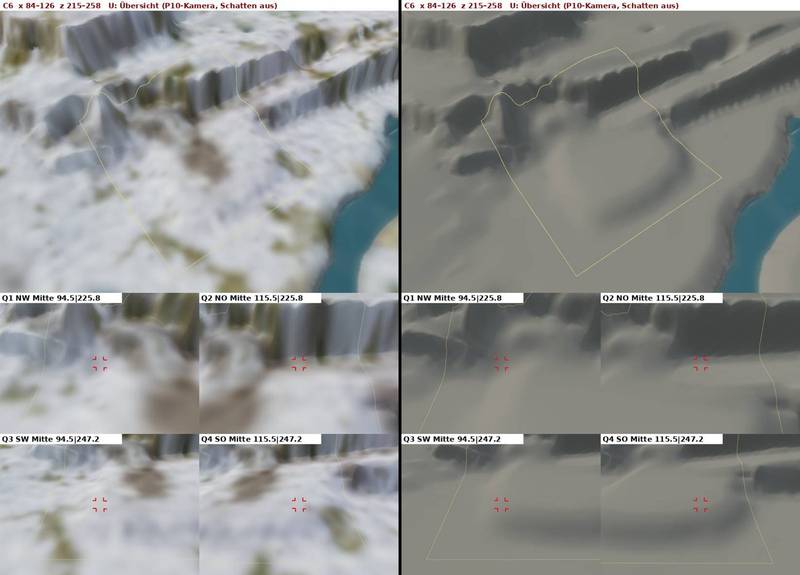 C6 x 84–126 z 215–258 U: Übersicht (P10-Kamera, Schatten aus)
C6 x 84–126 z 215–258 U: Übersicht (P10-Kamera, Schatten aus)
Q1 NW Mitte 94.5|225.8
Q2 NO Mitte 115.5|225.8
Q1 NW Mitte 94.5|225.8
Q2 NO Mitte 115.5|225.8
Q3 SW Mitte 94.5|247.2
Q4 SO Mitte 115.5|247.2
Q3 SW Mitte 94.5|247.2
Q4 SO Mitte 115.5|247.2